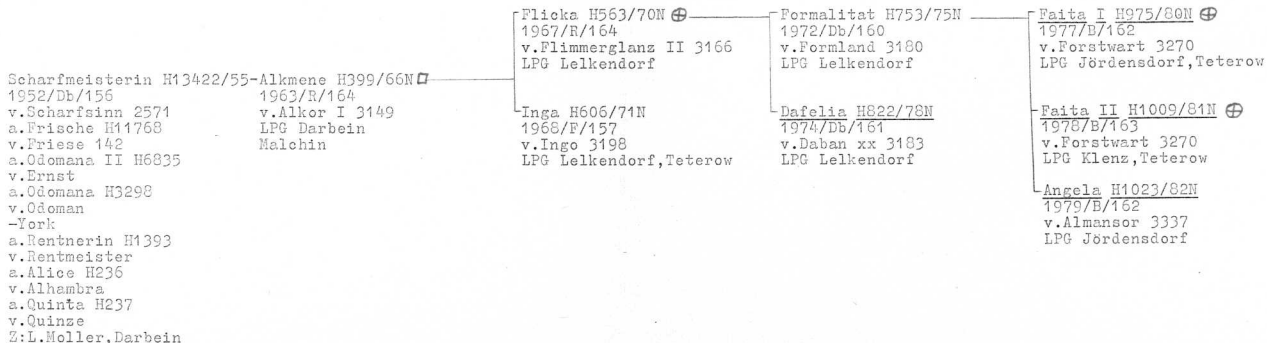 Scharfmeisterin H13422/55-Alkmene H399/66N
1952/Db/156
v.Scharfsinn 2571
a.Frische H11768
v.Friese 142
a.Odomana II H6835
v.Ernst
a.Odomana H3298
v.Odoman
-York
a.Rentnerin H1393
v.Rentmeister
a.Alice H236
v.Alhambra
a.Quinta H237
v.Quinze
Z:L.Moller,Darbein
1963/R/164
v.Alkor I 3149
LPG Darbein
Malchin
Flicka H563/70N
1967/R/164
v.Flimmerglanz II 3166
LPG Lelkendorf
Inga H606/71N
1968/F/157
v.Ingo 3198
LPG Lelkendorf,Teterow
Formalitat H753/75N
1972/Db/160
v.Formland 3180
LPG Lelkendorf
Dafelia H822/78N
1974/Db/161
v.Daban xx 3183
LPG Lelkendorf
Faita I H975/80N
1977/B/162
v.Forstwart 3270
LPG Jördensdorf,Teterow
Faita II H1009/81N
1978/B/163
v.Forstwart 3270
LPG Klenz,Teterow
Angela H1023/82N
1979/B/162
v.Almansor 3337
LPG Jördensdorf